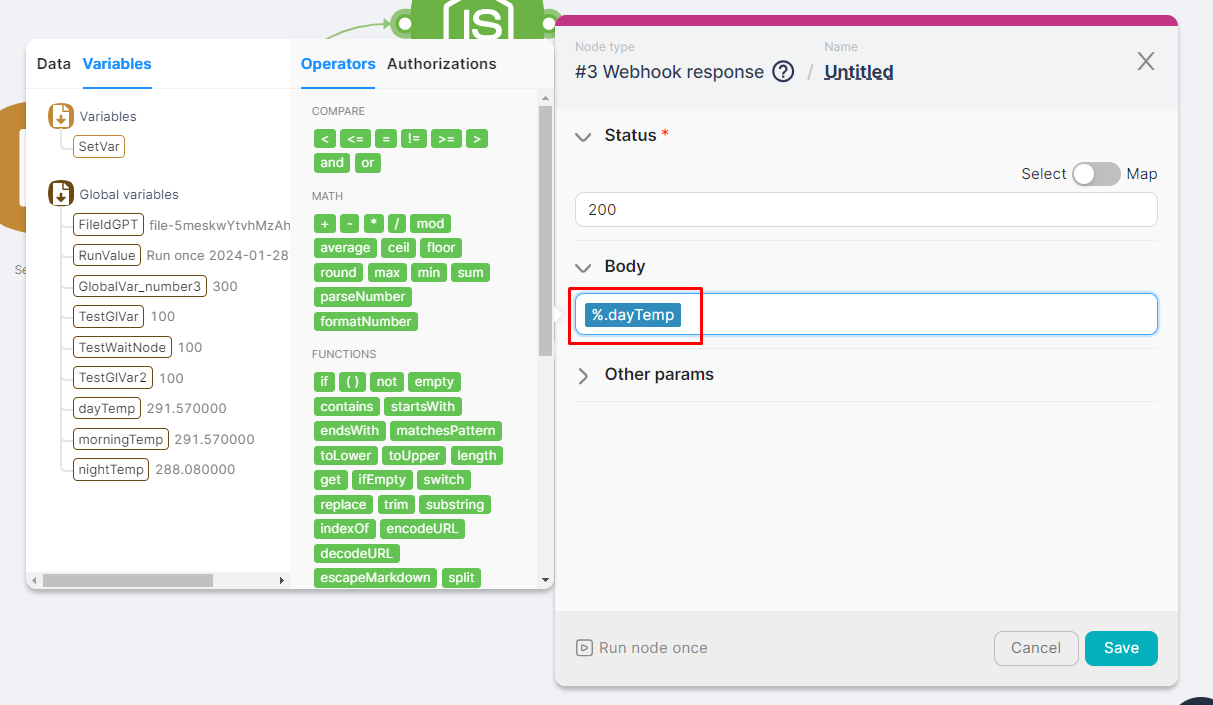 JS
Data Variables
Variables
SetVar
Global variables
FileIdGPT file-5meskwYtvhMzAh
RunValue Run once 2024-01-28
GlobalVar_number3 300
TestGlVar 100
TestWaitNode 100
TestGlVar2 100
dayTemp 291.570000
morningTemp 291.570000
nightTemp 288.080000
Se
Operators Authorizations
COMPARE
< <= = != >= >
and or
MATH
+ - * / mod
average ceil floor
round max min sum
parseNumber
formatNumber
FUNCTIONS
if ( ) not empty
contains startsWith
endsWith matchesPattern
toLower toUpper length
get ifEmpty switch
replace trim substring
indexOf encodeURL
decodeURL
escapeMarkdown split
Node type Name
#3 Webhook response ? / Untitled
X
Status *
Select Map
200
Body
%.dayTemp
Other params
Run node once
Cancel Save